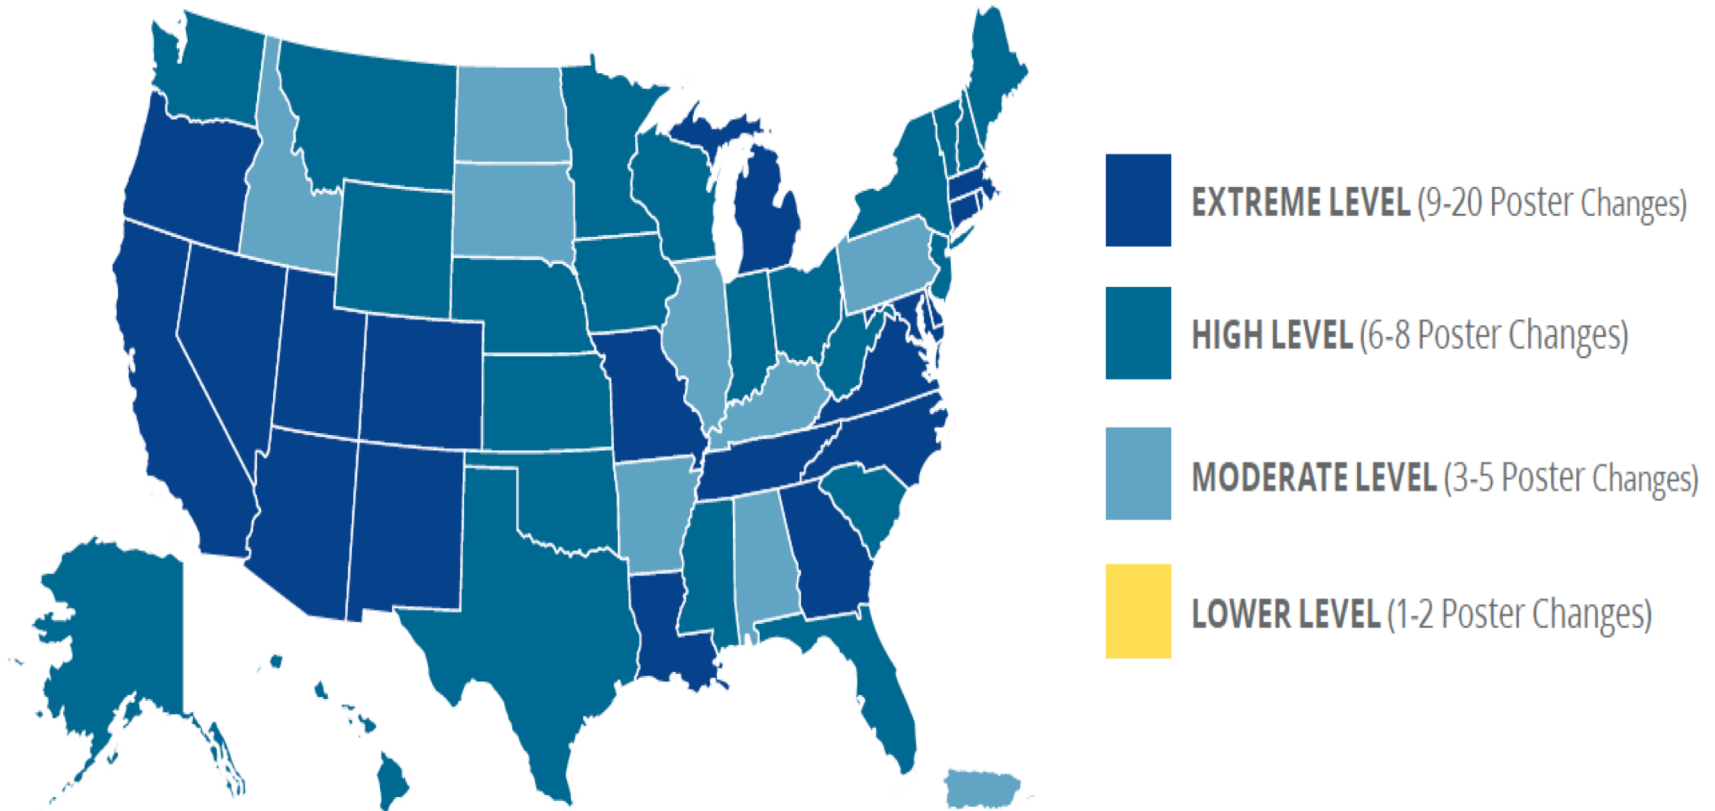 EXTREME LEVEL (9-20 Poster Changes)
HIGH LEVEL (6-8 Poster Changes)
MODERATE LEVEL (3-5 Poster Changes)
LOWER LEVEL (1-2 Poster Changes)